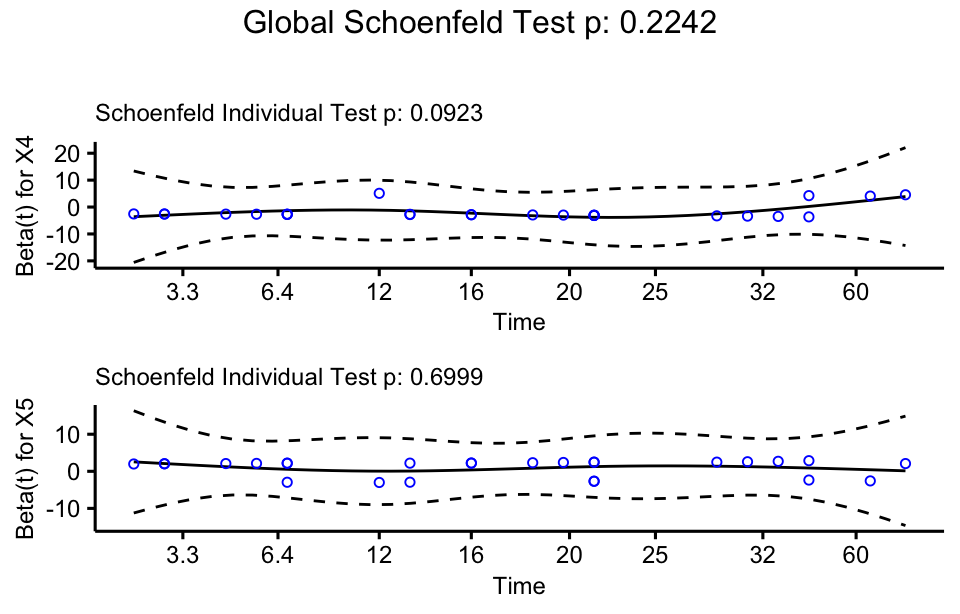 Global Schoenfeld Test p: 0.2242
Schoenfeld Individual Test p: 0.0923
Beta(t) for X4
20
10
0
-10
-20
3.3 6.4 12 16 20 25 32 60
Time
Schoenfeld Individual Test p: 0.6999
Beta(t) for X5
10
0
-10
3.3 6.4 12 16 20 25 32 60
Time